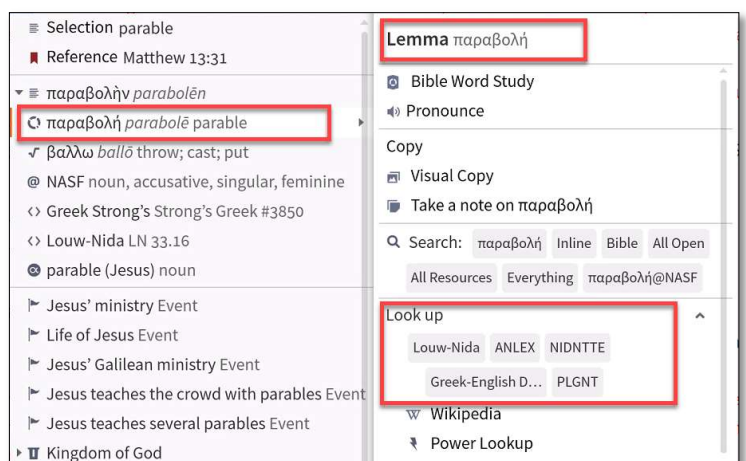 Selection parable
Reference Matthew 13:31
παραβολὴν parabolēn
παραβολή parabolē parable
βαλλω ballō throw; cast; put
@ NASF noun, accusative, singular, feminine
<> Greek Strong's Strong's Greek #3850
<> Louw-Nida LN 33.16
parable (Jesus) noun
Jesus' ministry Event
Life of Jesus Event
Jesus' Galilean ministry Event
Jesus teaches the crowd with parables Event
Jesus teaches several parables Event
Kingdom of God
Lemma παραβολή
Bible Word Study
Pronounce
Copy
Visual Copy
Take a note on παραβολή
Search: παραβολή Inline Bible All Open
All Resources Everything παραβολή@NASF
Look up
Louw-Nida ANLEX NIDNTTE
Greek-English D... PLGNT
W Wikipedia
Power Lookup